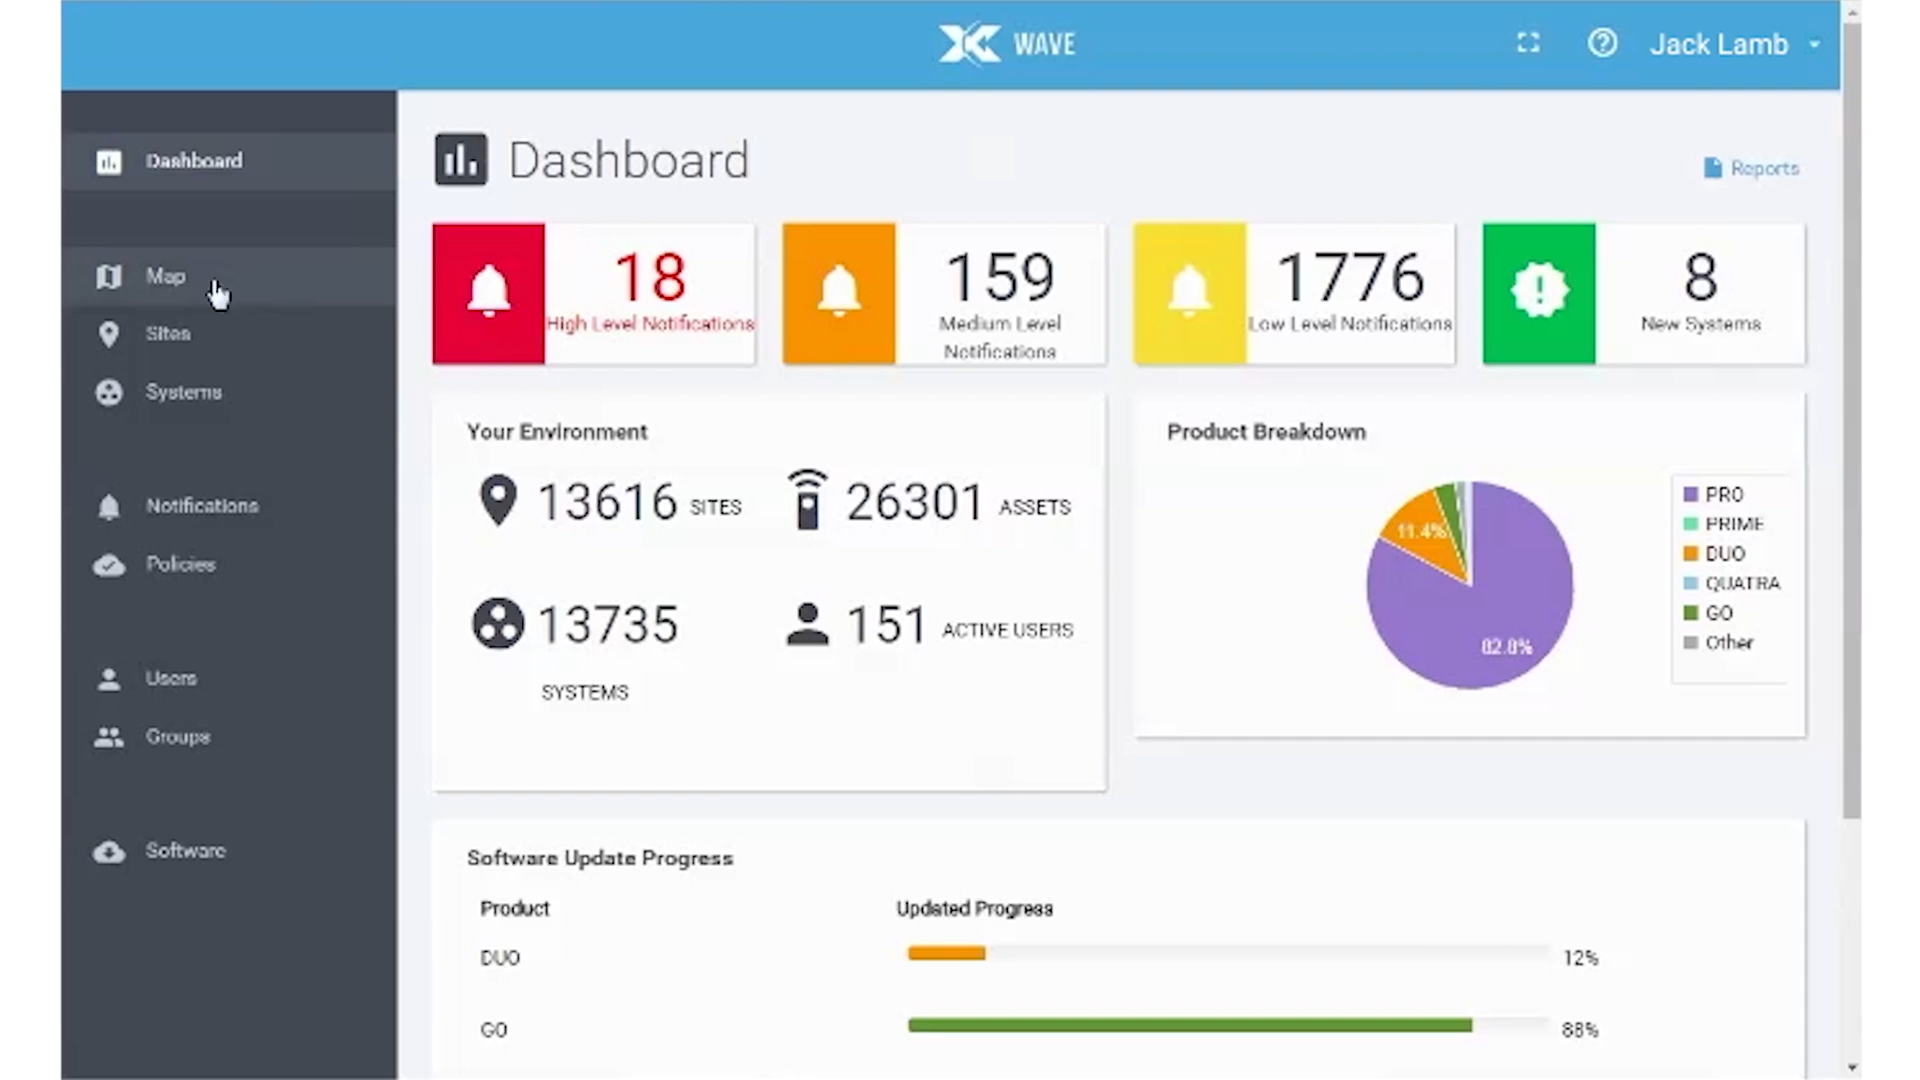 WAVE
Jack Lamb
Dashboard
Map
Sites
Systems
Notifications
Policies
Users
Groups
Software
Dashboard
Reports
18
High Level Notifications
159
Medium Level
Notifications
1776
Low Level Notifications
8
New Systems
Your Environment
13616 SITES
26301 ASSETS
13735
SYSTEMS
151 ACTIVE USERS
Product Breakdown
11.4%
82.8%
PRO
PRIME
DUO
QUATRA
GO
Other
Software Update Progress
Product Updated Progress
DUO 12%
GO 88%